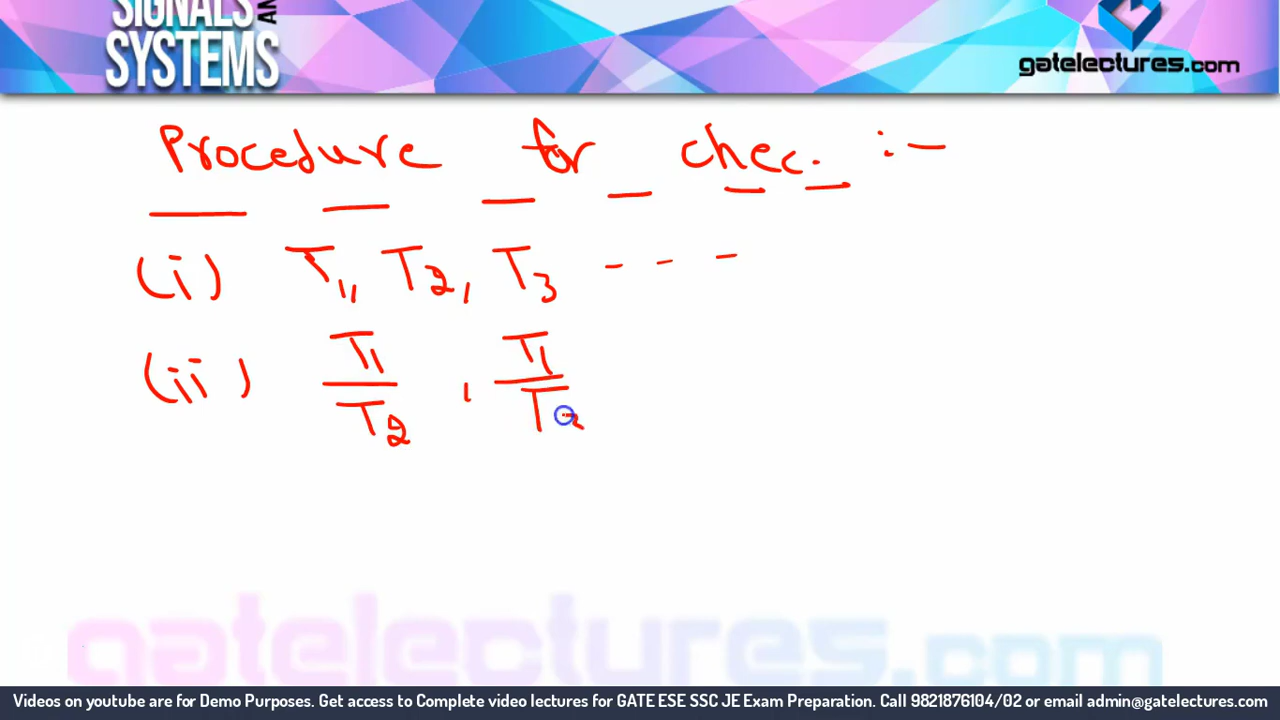 SIGNALS AND
SYSTEMS
gatelectures.com
Procedure for chec. :-
(i) T1, T2, T3 - - -
(ii) T1/T2 , T1/T3
gatelectures.com
Videos on youtube are for Demo Purposes. Get access to Complete video lectures for GATE ESE SSC JE Exam Preparation. Call 9821876104/02 or email admin@gatelectures.com